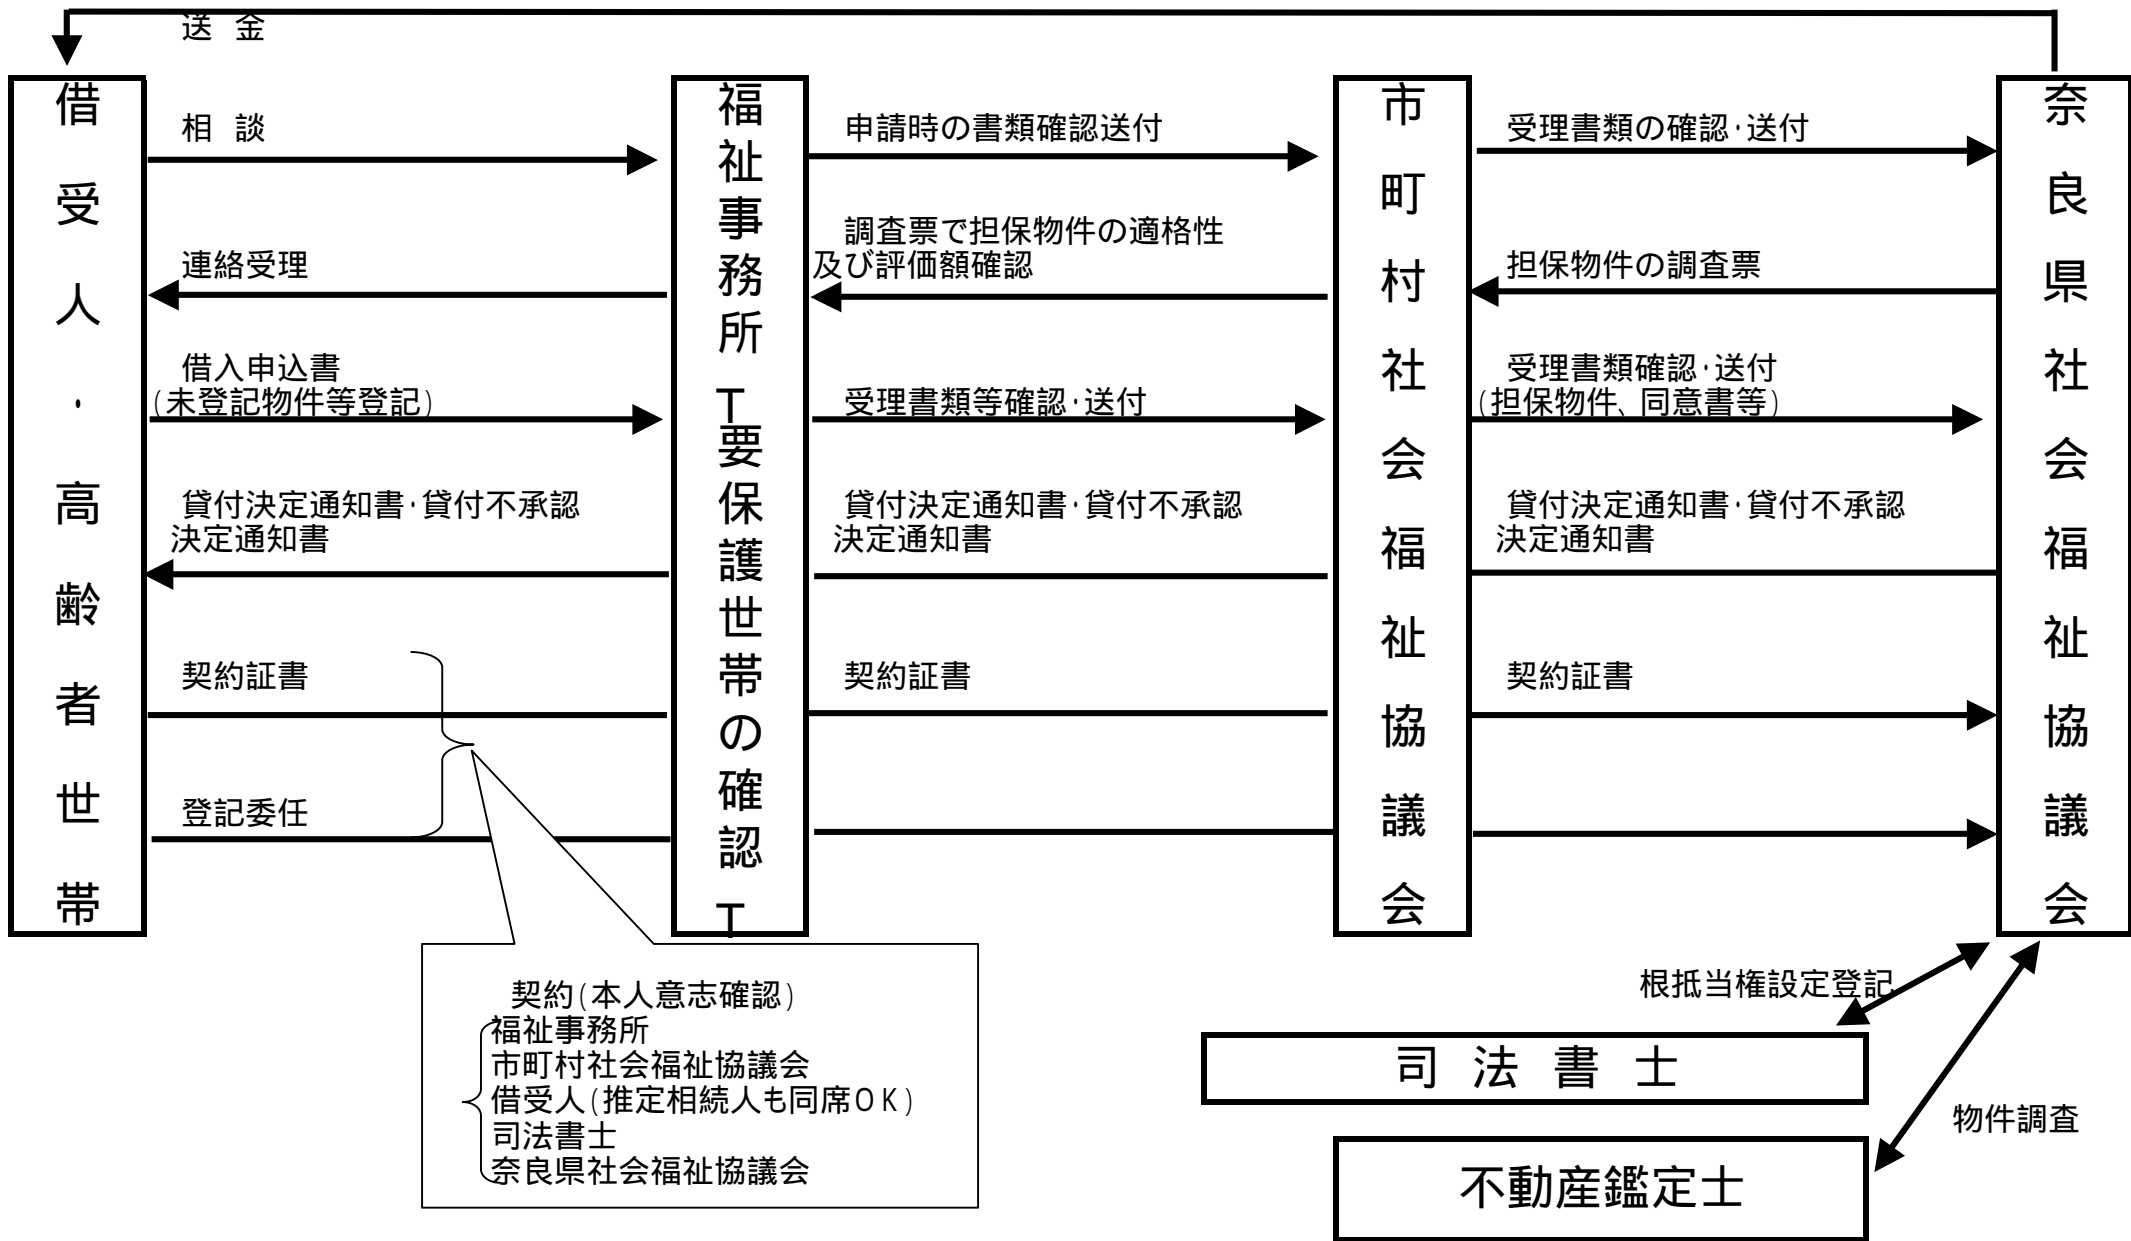 送 金
借受人・高齢者世帯
福祉事務所T要保護世帯の確認T
市町村社会福祉協議会
奈良県社会福祉協議会
相 談
申請時の書類確認送付
受理書類の確認・送付
連絡受理
調査票で担保物件の適格性
及び評価額確認
担保物件の調査票
借入申込書
(未登記物件等登記)
受理書類等確認・送付
受理書類確認・送付
(担保物件、同意書等)
貸付決定通知書・貸付不承認
決定通知書
貸付決定通知書・貸付不承認
決定通知書
貸付決定通知書・貸付不承認
決定通知書
契約証書
契約証書
契約証書
登記委任
契約(本人意志確認)
福祉事務所
市町村社会福祉協議会
借受人(推定相続人も同席OK)
司法書士
奈良県社会福祉協議会
根抵当権設定登記
司 法 書 士
物件調査
不動産鑑定士